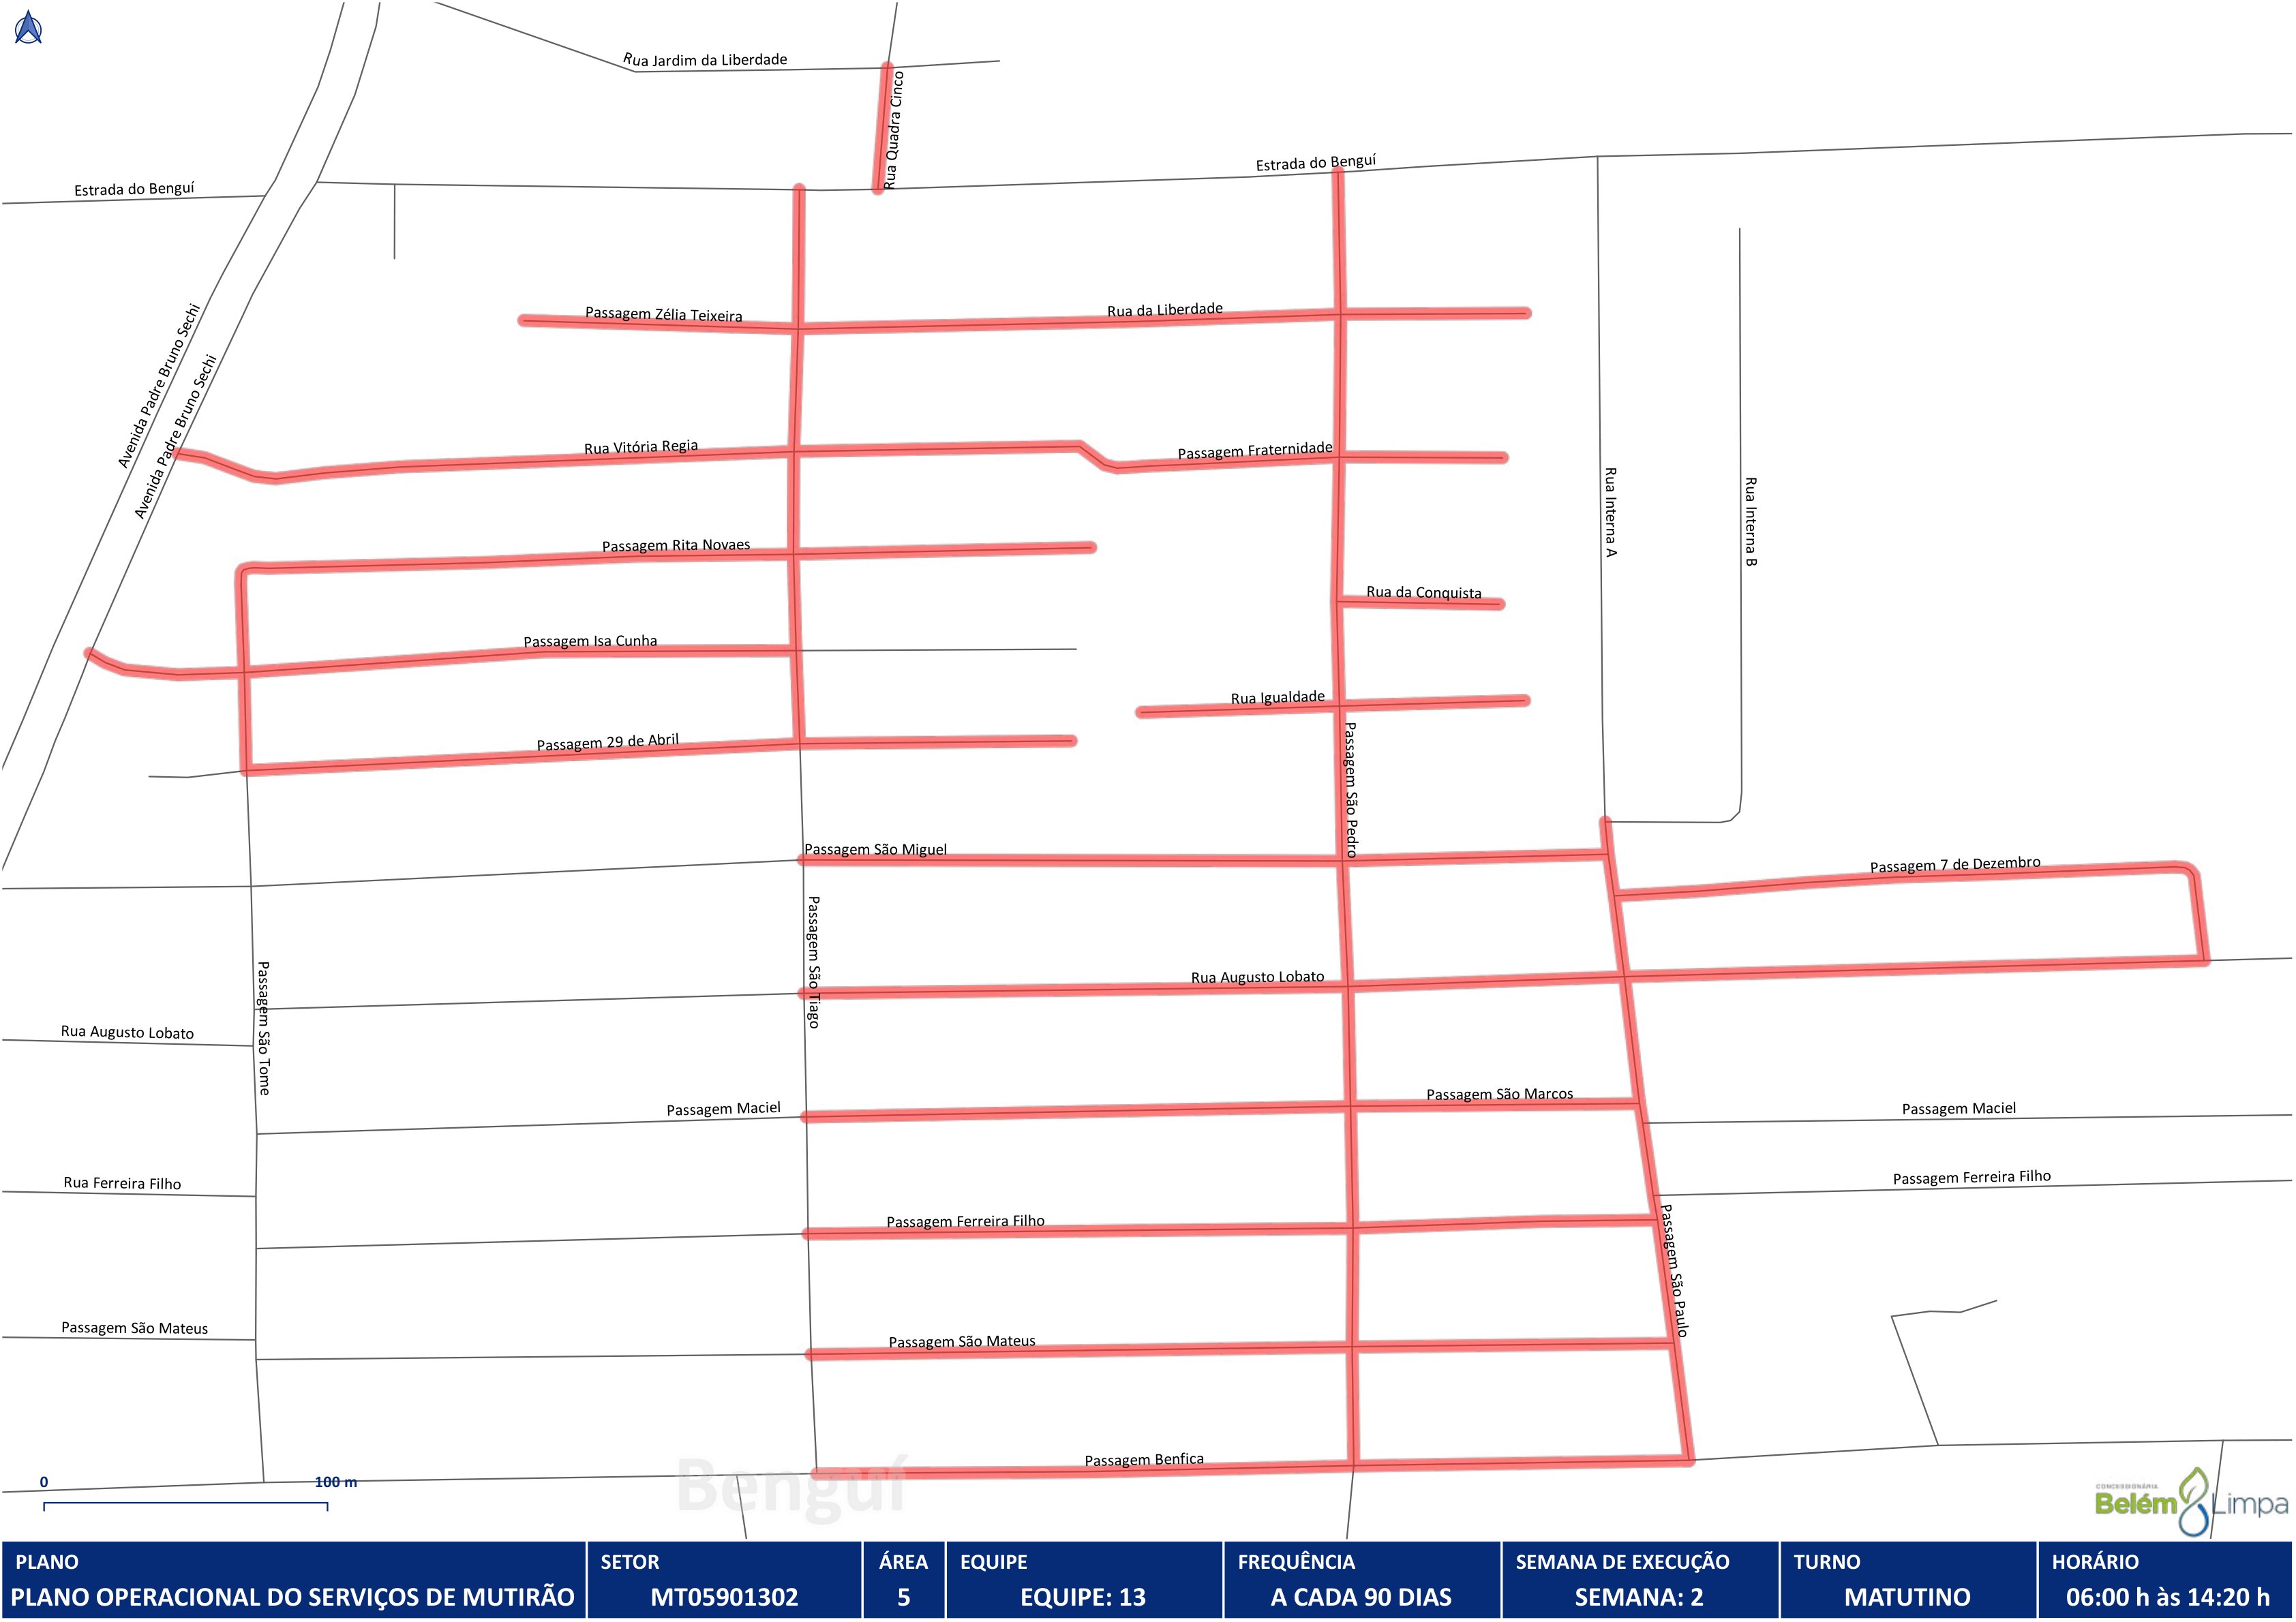 Rua Jardim da Liberdade
Rua Quadra Cinco
Estrada do Benguí
Estrada do Benguí
Passagem Zélia Teixeira
Rua da Liberdade
Avenida Padre Bruno Sechi
Avenida Padre Bruno Sechi
Rua Vitória Regia
Passagem Fraternidade
Rua Interna A
Rua Interna B
Passagem Rita Novaes
Rua da Conquista
Passagem Isa Cunha
Rua Igualdade
Passagem 29 de Abril
Passagem São Pedro
Passagem São Miguel
Passagem 7 de Dezembro
Passagem São Tome
Passagem São Tiago
Rua Augusto Lobato
Rua Augusto Lobato
Passagem Maciel
Passagem São Marcos
Passagem Maciel
Rua Ferreira Filho
Passagem Ferreira Filho
Passagem Ferreira Filho
Passagem São Paulo
Passagem São Mateus
Passagem São Mateus
Passagem Benfica
Benguí
0 100 m
CONCESSIONÁRIA
Belém Limpa
PLANO
PLANO OPERACIONAL DO SERVIÇOS DE MUTIRÃO
SETOR
MT05901302
ÁREA
5
EQUIPE
EQUIPE: 13
FREQUÊNCIA
A CADA 90 DIAS
SEMANA DE EXECUÇÃO
SEMANA: 2
TURNO
MATUTINO
HORÁRIO
06:00 h às 14:20 h